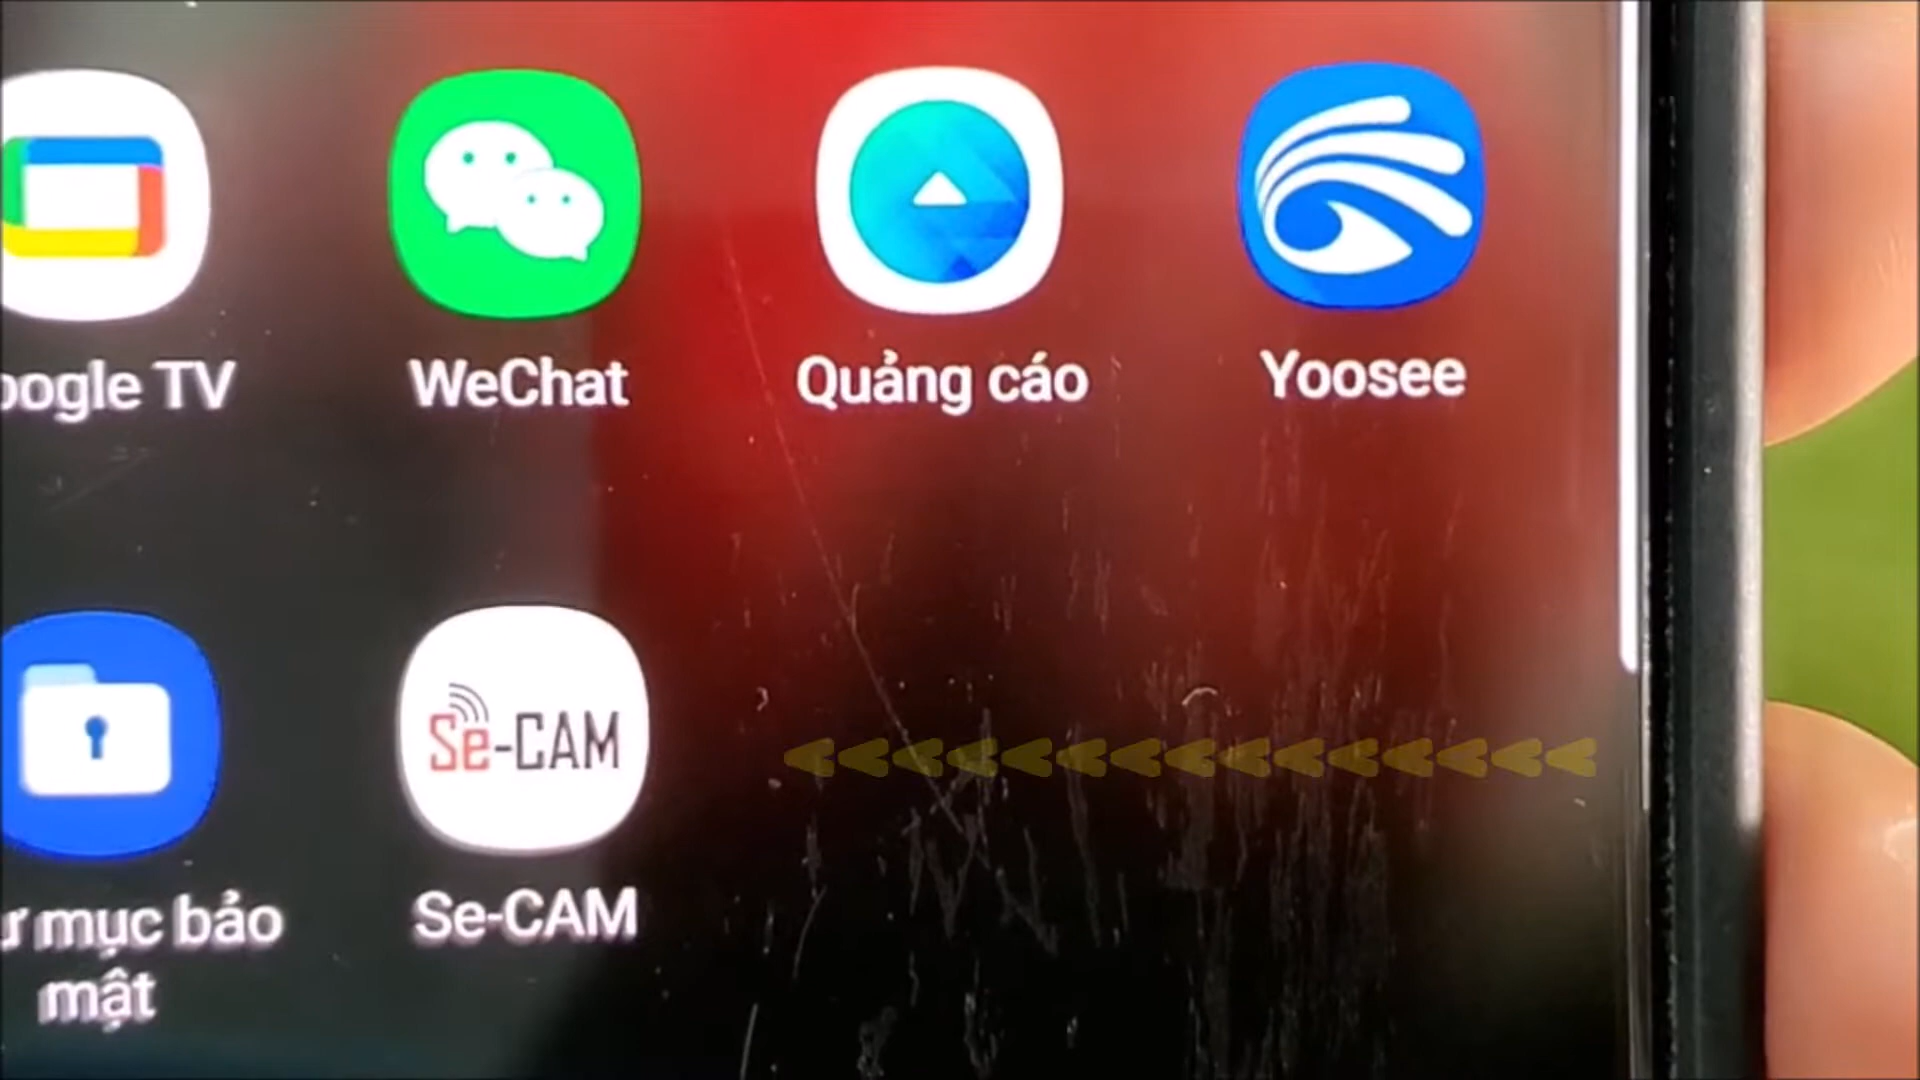 oogle TV
WeChat
Quảng cáo
Yoosee
Se-CAM
ư mục bảo
mật
Se-CAM